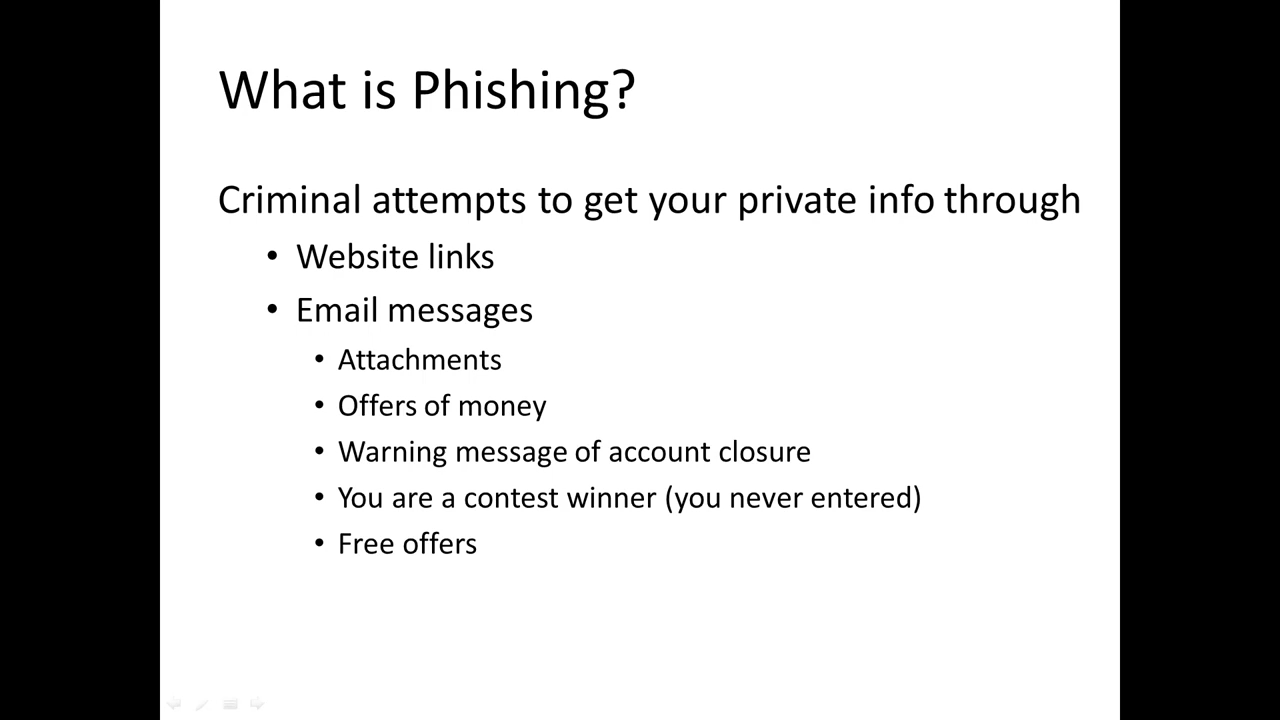 What is Phishing?
Criminal attempts to get your private info through
• Website links
• Email messages
• Attachments
• Offers of money
• Warning message of account closure
• You are a contest winner (you never entered)
• Free offers